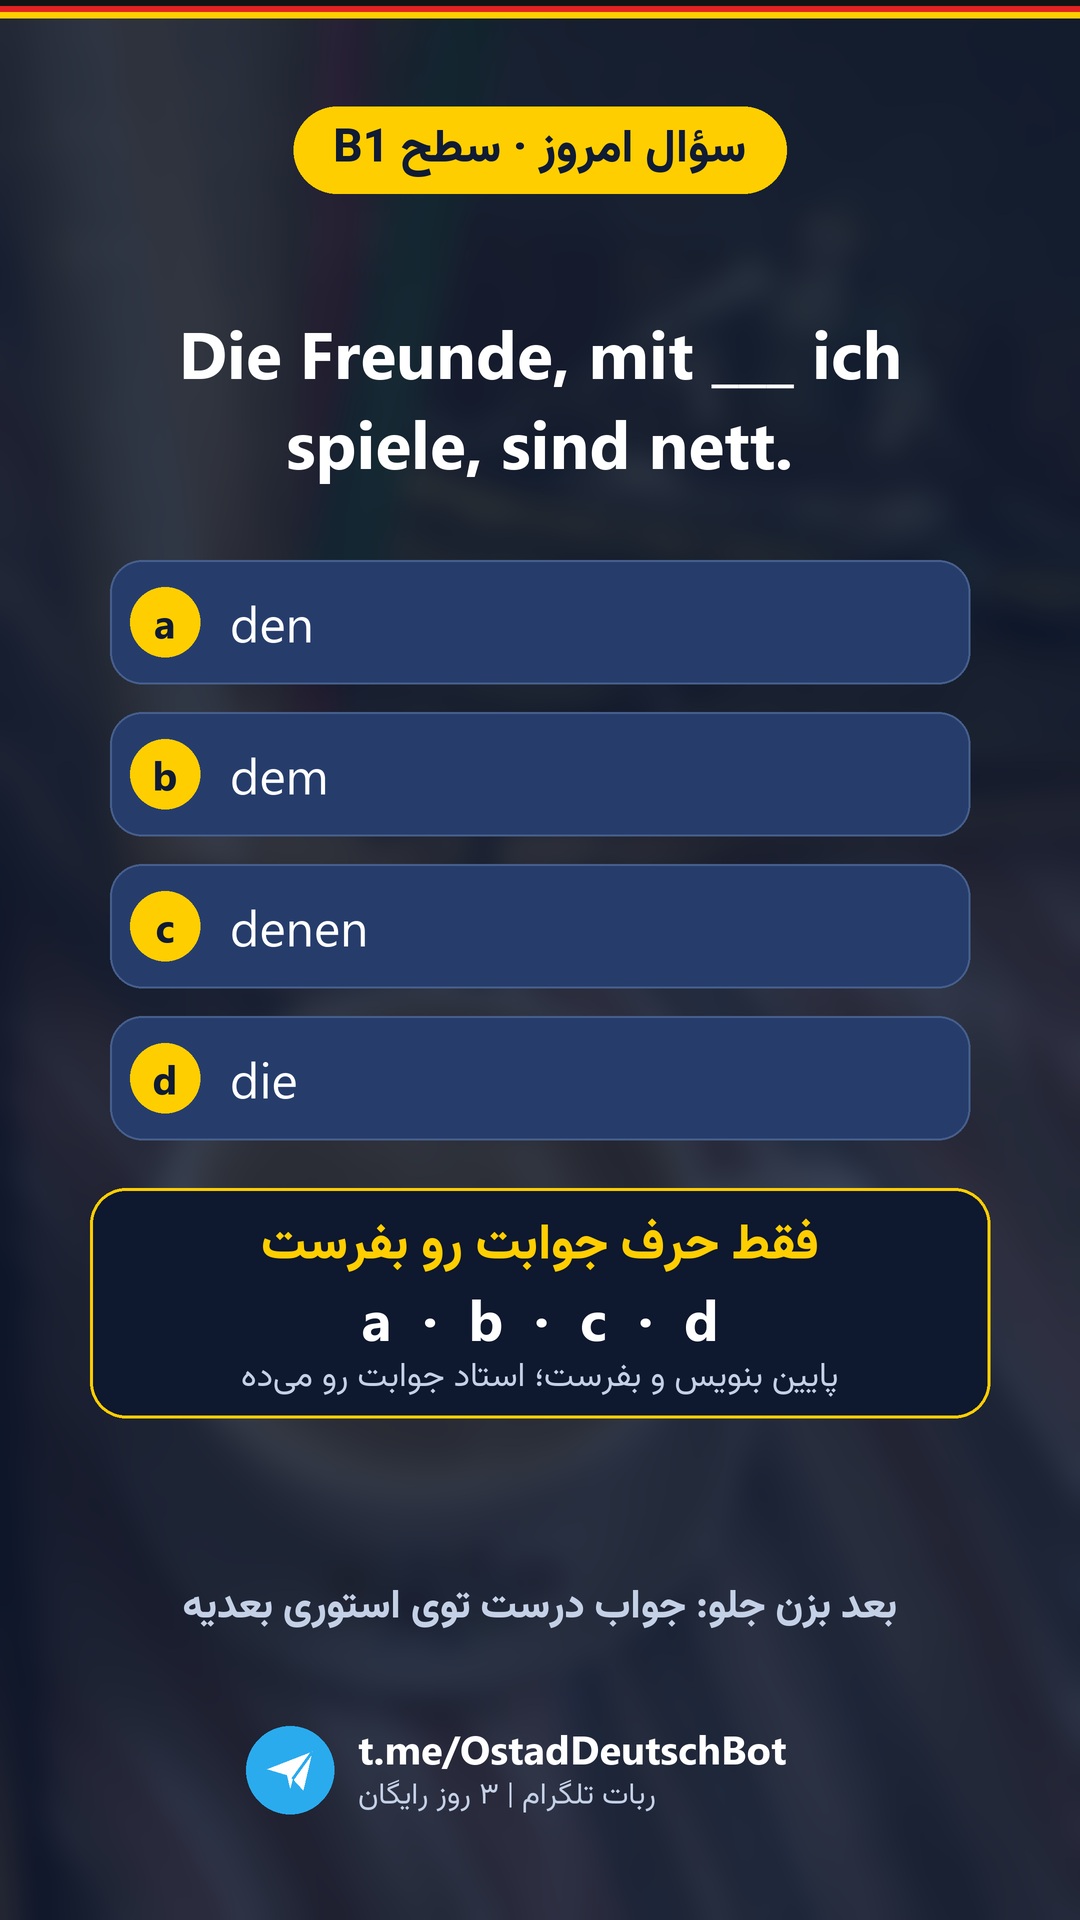 سؤال امروز · سطح B1
Die Freunde, mit ___ ich
spiele, sind nett.
a den
b dem
c denen
d die
فقط حرف جوابت رو بفرست
a · b · c · d
پایین بنویس و بفرست؛ استاد جوابت رو می‌ده
بعد بزن جلو: جواب درست توی استوری بعدیه
t.me/OstadDeutschBot
ربات تلگرام | ۳ روز رایگان